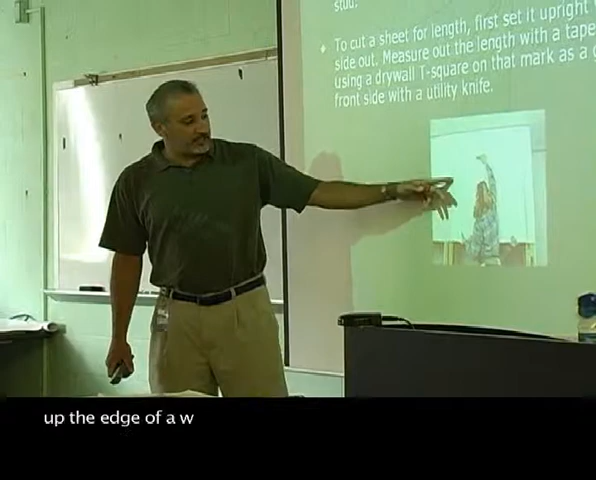 stud.
To cut a sheet for length, first set it upright
side out. Measure out the length with a tape
using a drywall T-square on that mark as a
front side with a utility knife.
up the edge of a w